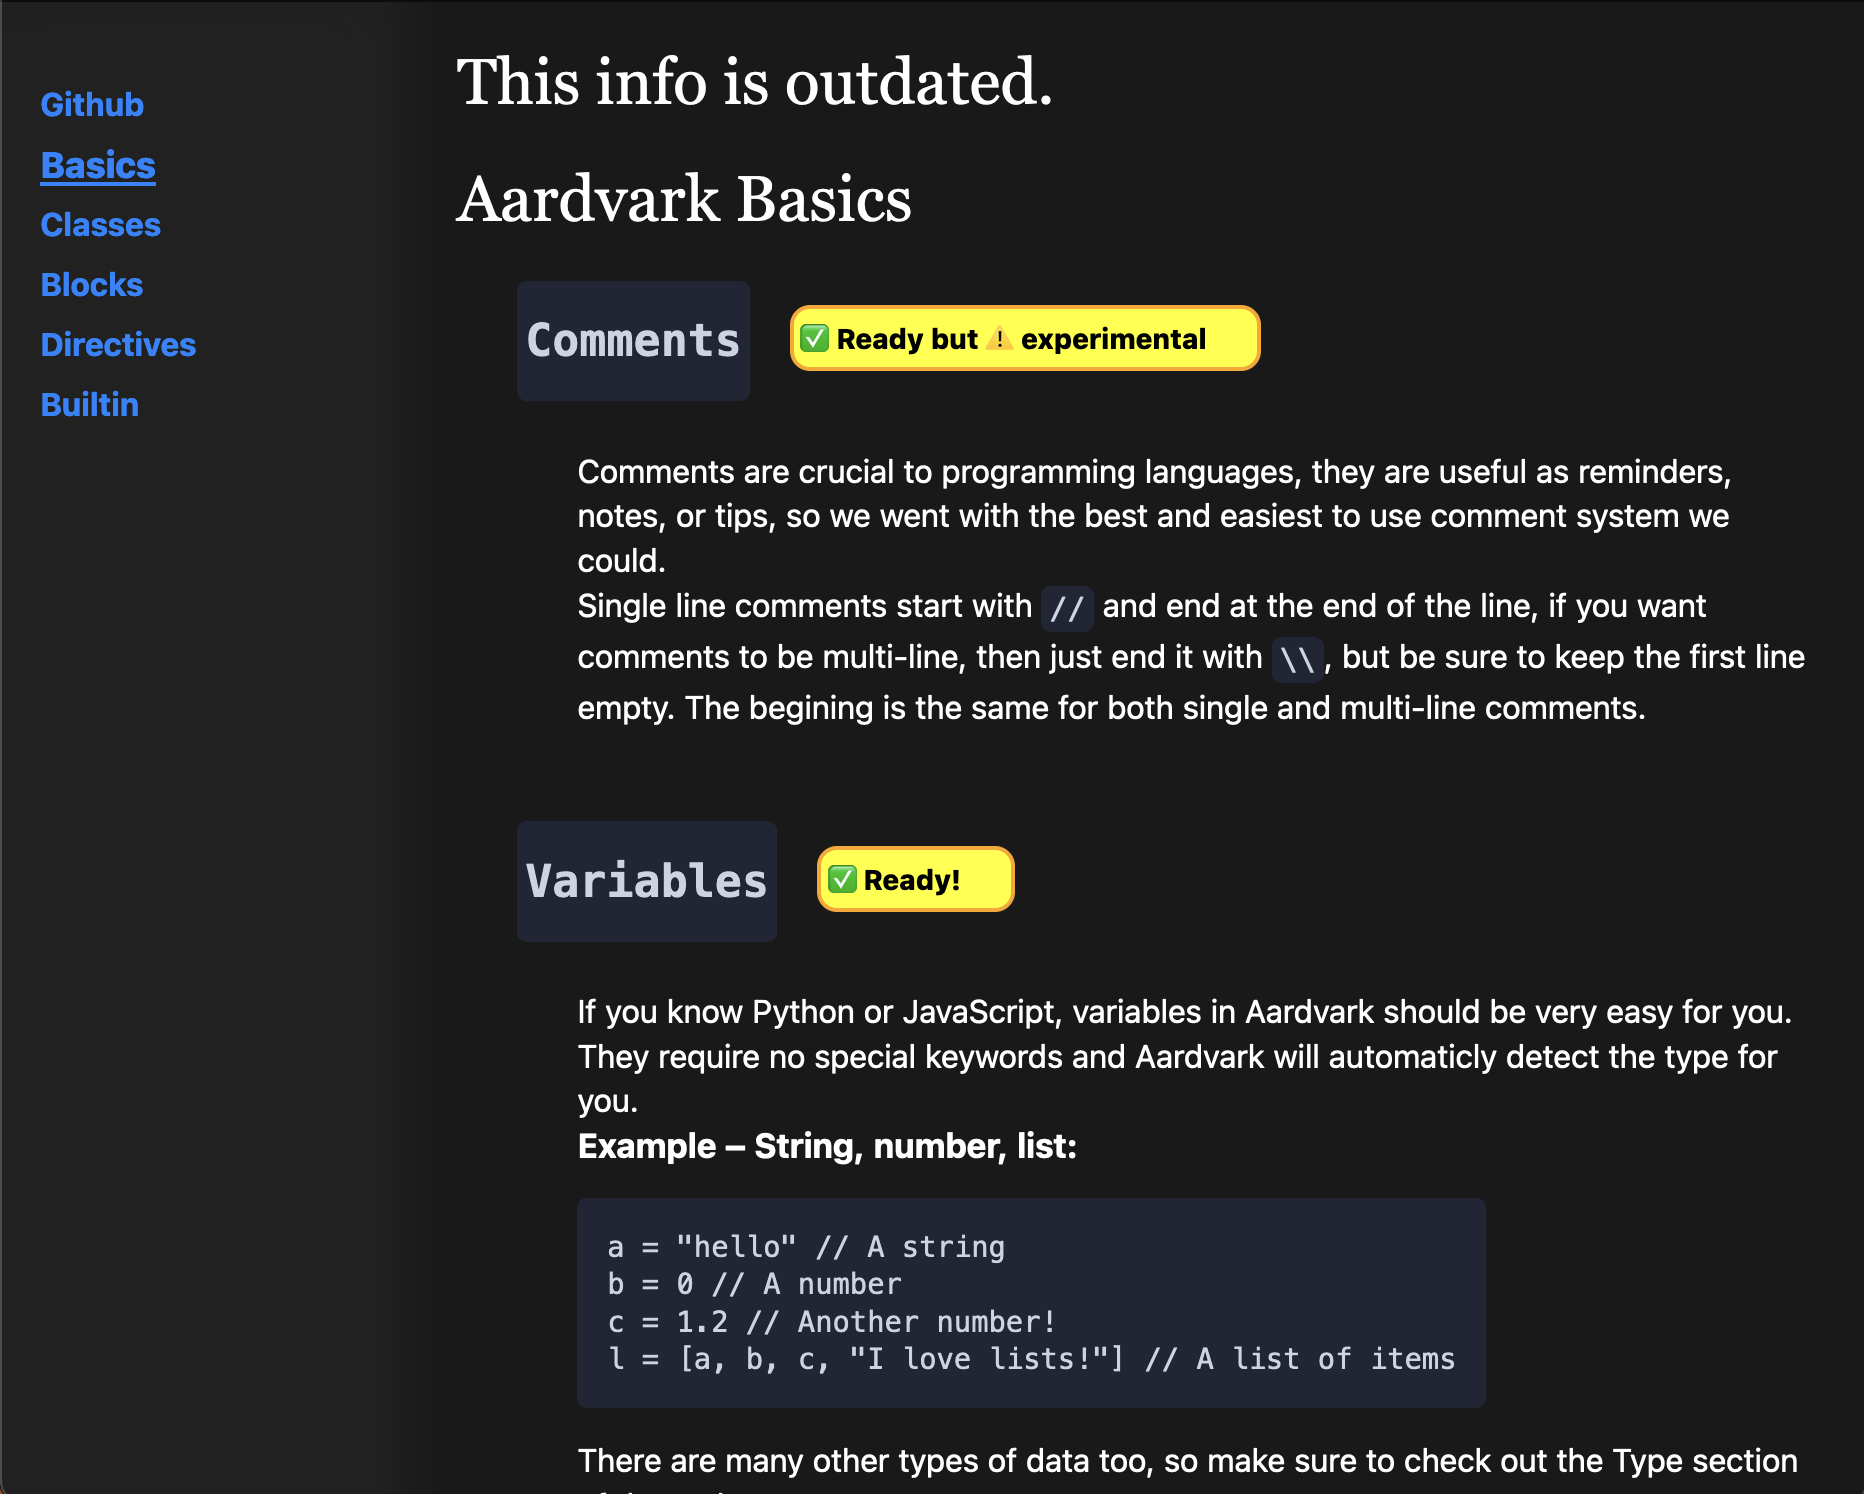 Github
Basics
Classes
Blocks
Directives
Builtin
This info is outdated.
Aardvark Basics
Comments
✅ Ready but ⚠️ experimental
Comments are crucial to programming languages, they are useful as reminders,
notes, or tips, so we went with the best and easiest to use comment system we
could.
Single line comments start with // and end at the end of the line, if you want
comments to be multi-line, then just end it with \\, but be sure to keep the first line
empty. The begining is the same for both single and multi-line comments.
Variables
✅ Ready!
If you know Python or JavaScript, variables in Aardvark should be very easy for you.
They require no special keywords and Aardvark will automaticly detect the type for
you.
Example – String, number, list:
a = "hello" // A string
b = 0 // A number
c = 1.2 // Another number!
l = [a, b, c, "I love lists!"] // A list of items
There are many other types of data too, so make sure to check out the Type section